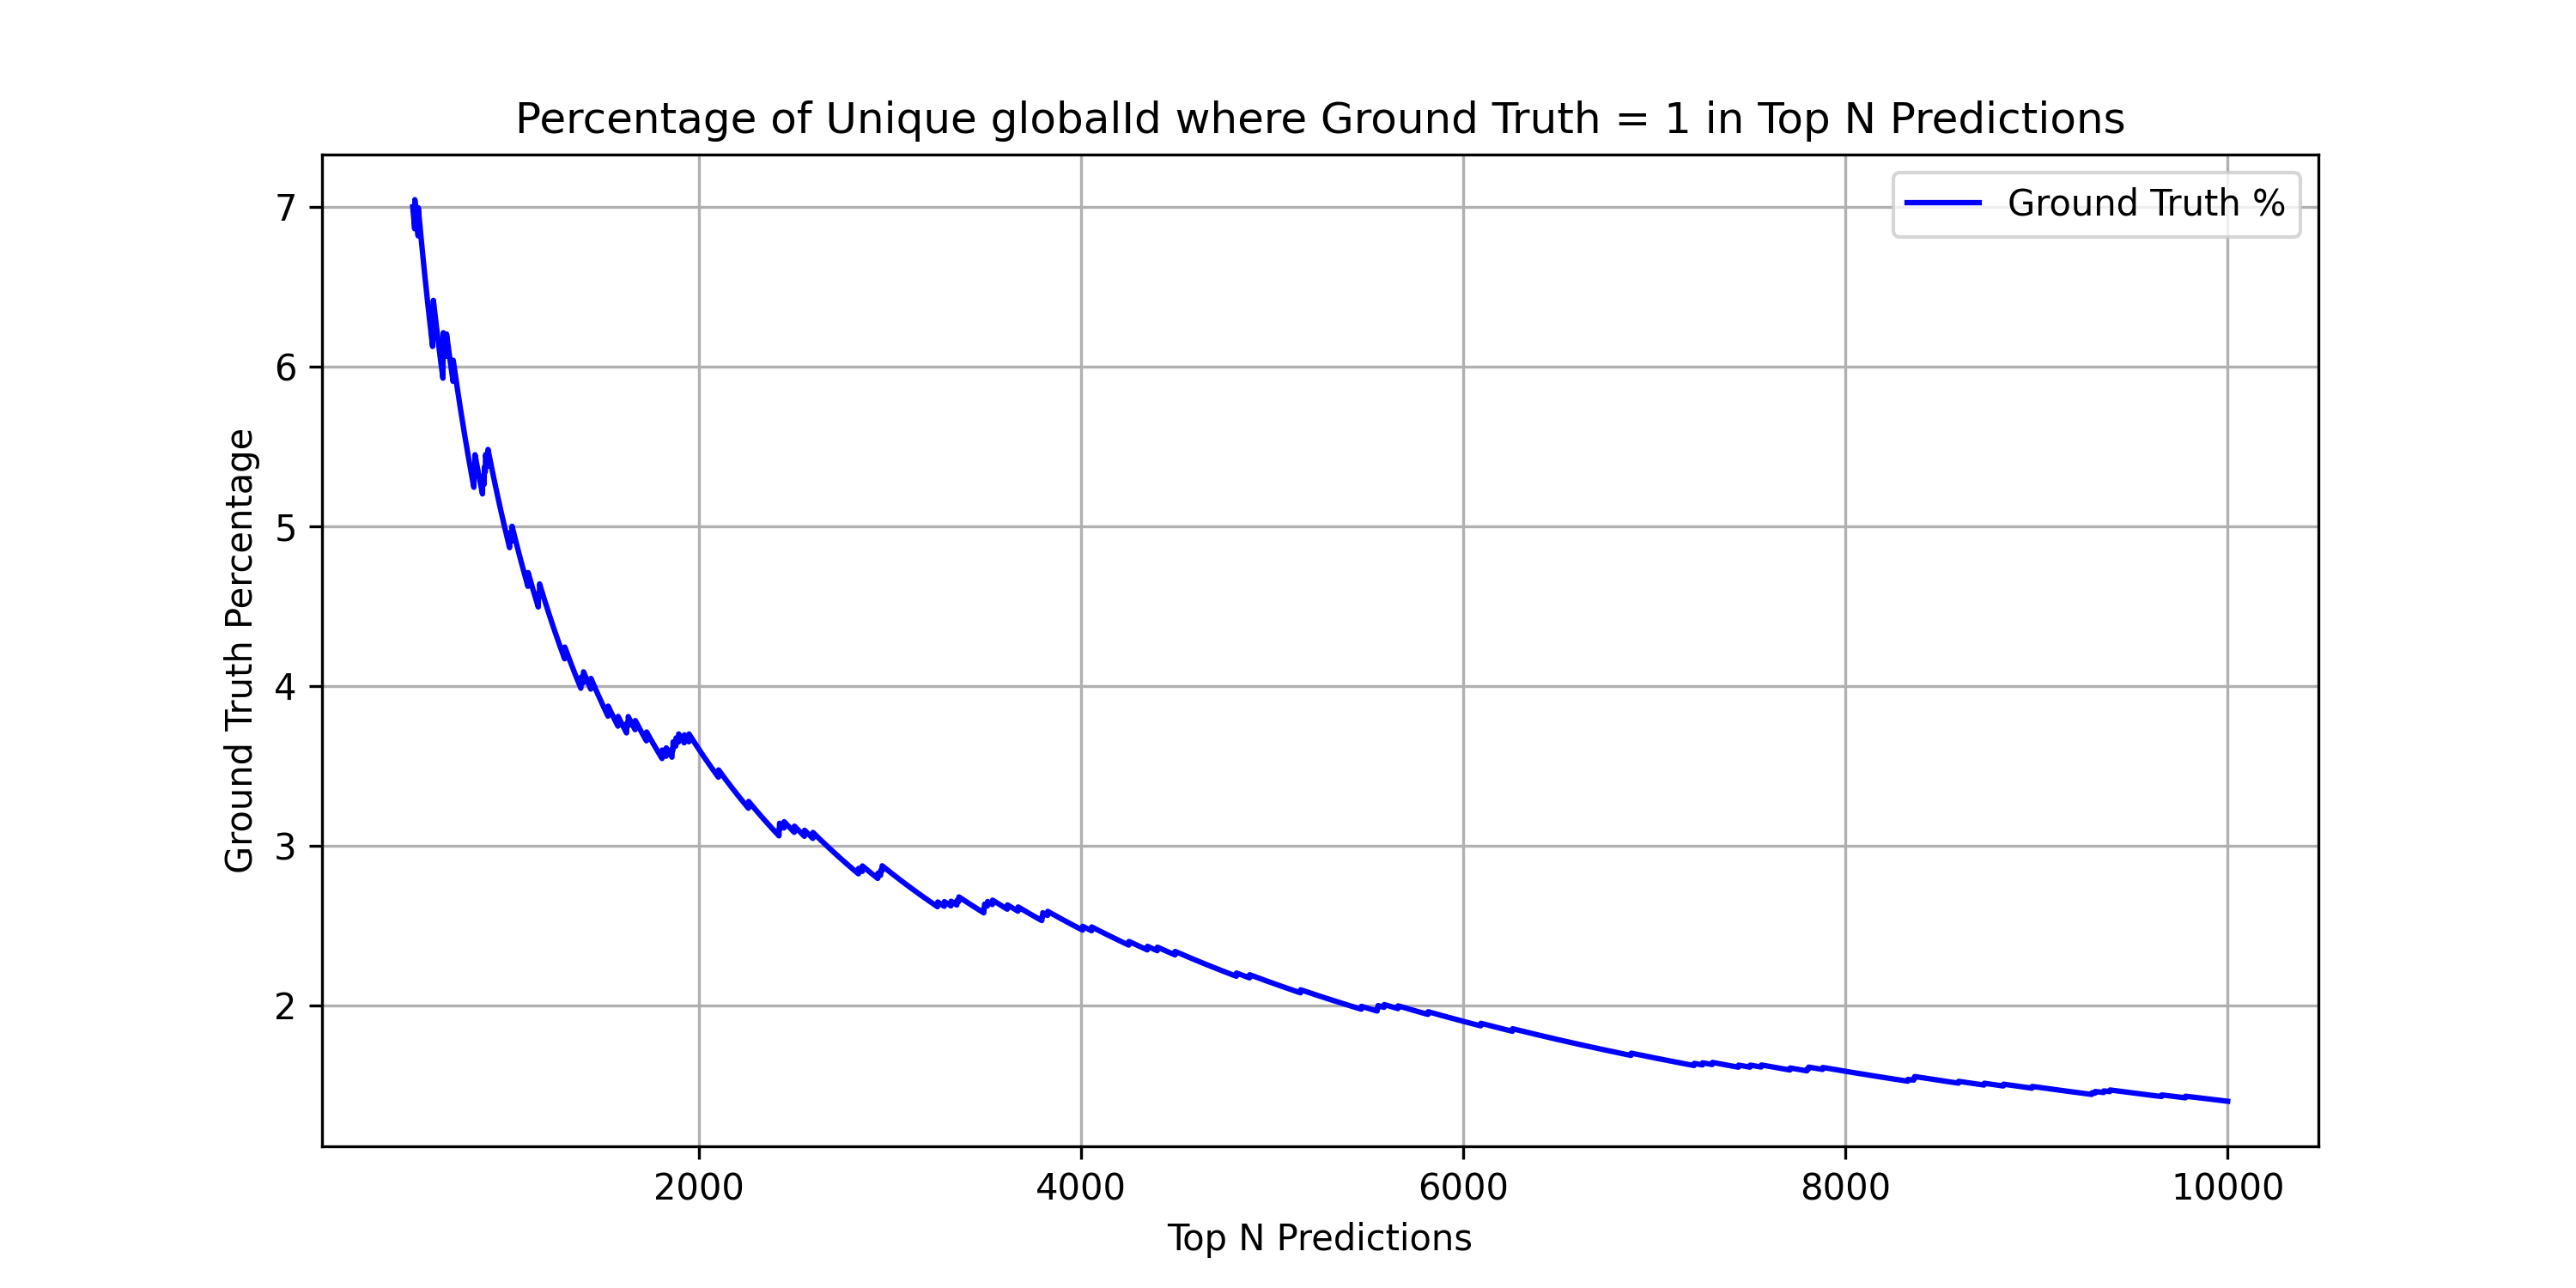 Percentage of Unique globalId where Ground Truth = 1 in Top N Predictions
Ground Truth %
Ground Truth Percentage
7
6
5
4
3
2
2000 4000 6000 8000 10000
Top N Predictions